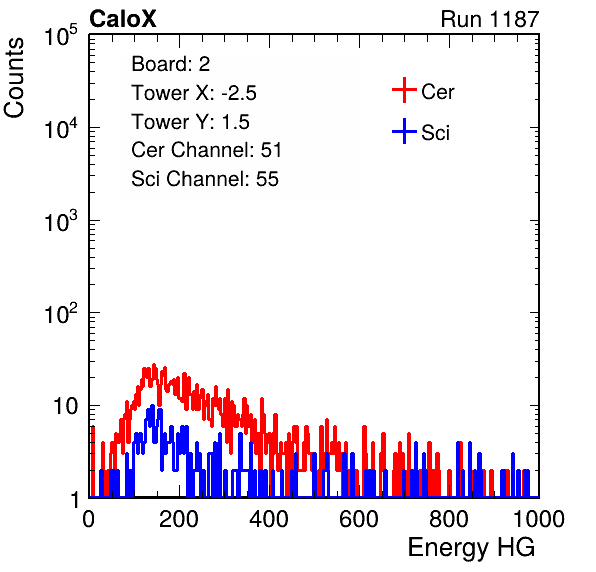 CaloX Run 1187
Counts
Board: 2
Tower X: -2.5
Tower Y: 1.5
Cer Channel: 51
Sci Channel: 55
Cer
Sci
10^5
10^4
10^3
10^2
10
1
0 200 400 600 800 1000
Energy HG